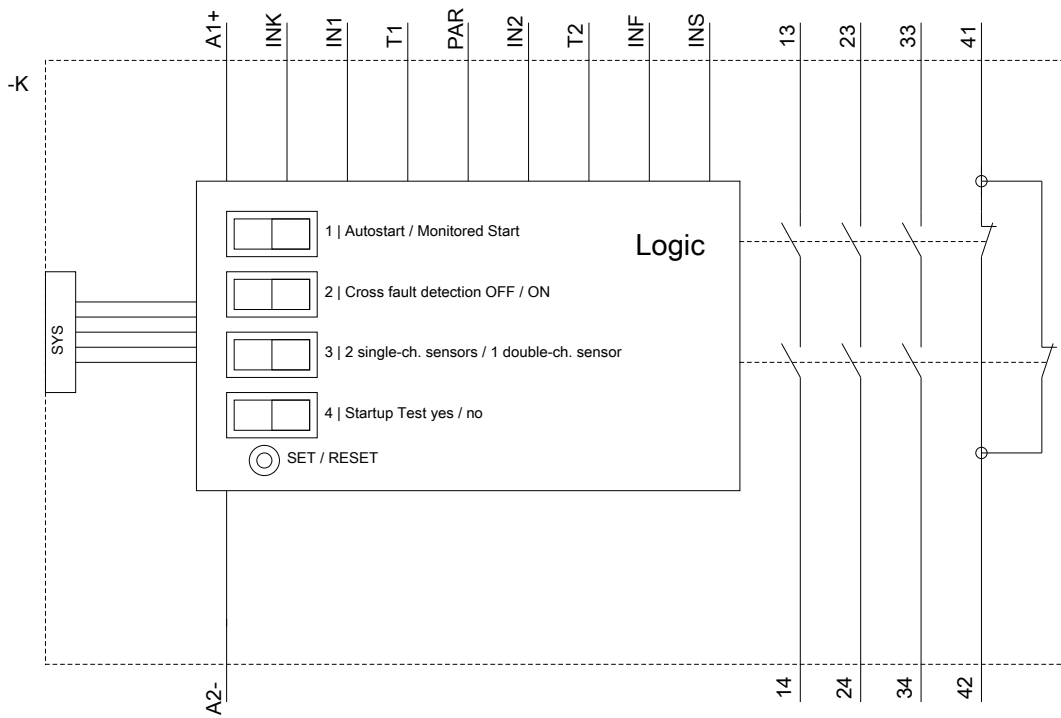 A1+
INK
IN1
T1
PAR
IN2
T2
INF
INS
13
23
33
41
-K
1 | Autostart / Monitored Start
Logic
2 | Cross fault detection OFF / ON
SYS
3 | 2 single-ch. sensors / 1 double-ch. sensor
4 | Startup Test yes / no
SET / RESET
A2-
14
24
34
42